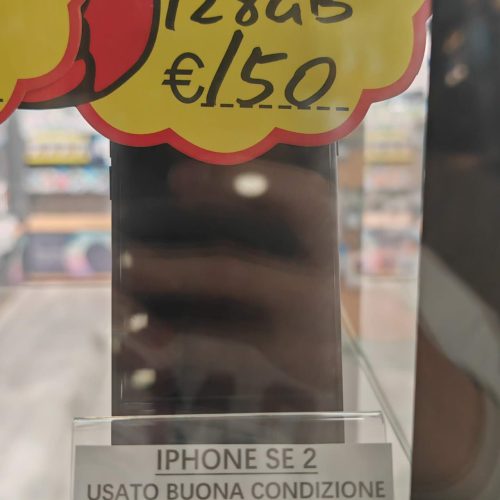 128GB
€150
IPHONE SE 2
USATO BUONA CONDIZIONE